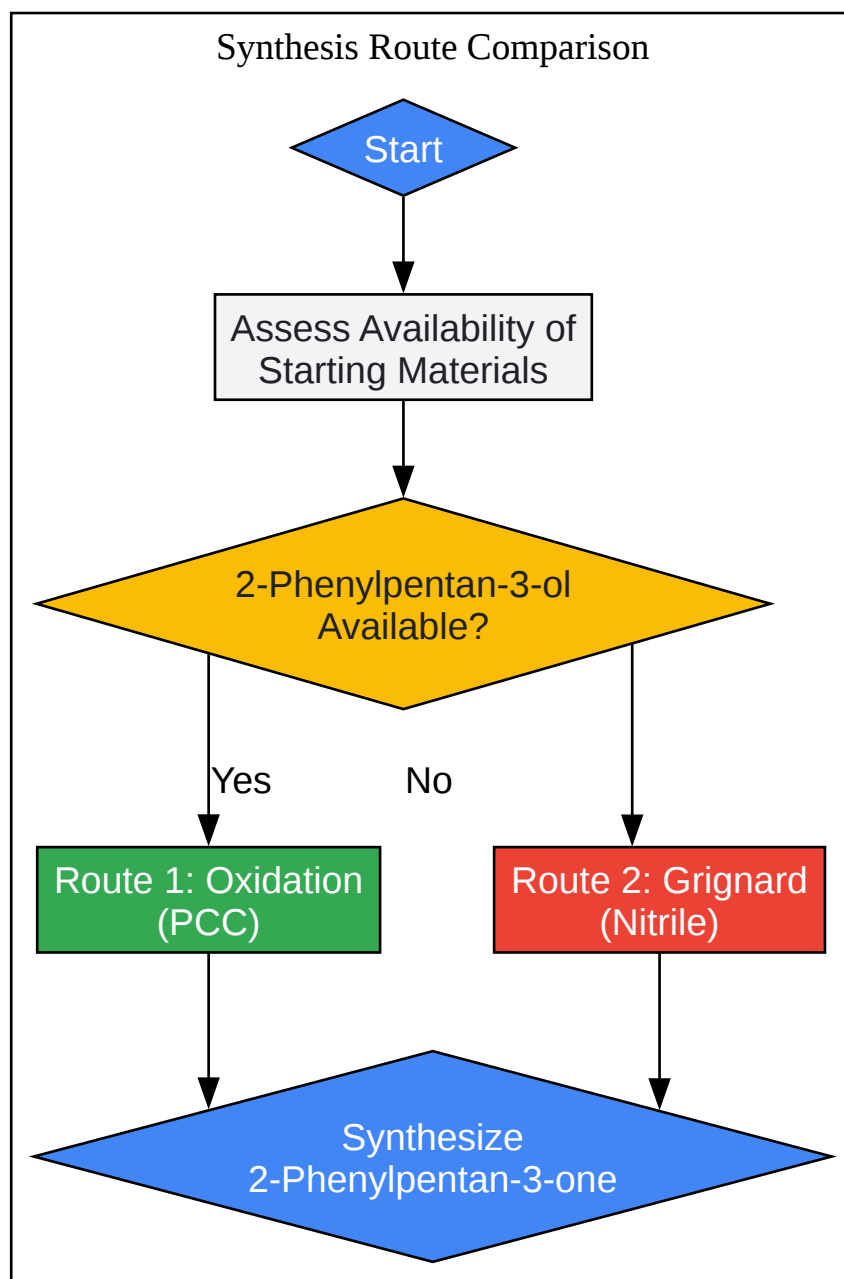 Synthesis Route Comparison
Start
Assess Availability of
Starting Materials
2-Phenylpentan-3-ol
Available?
Yes
No
Route 1: Oxidation
(PCC)
Route 2: Grignard
(Nitrile)
Synthesize
2-Phenylpentan-3-one